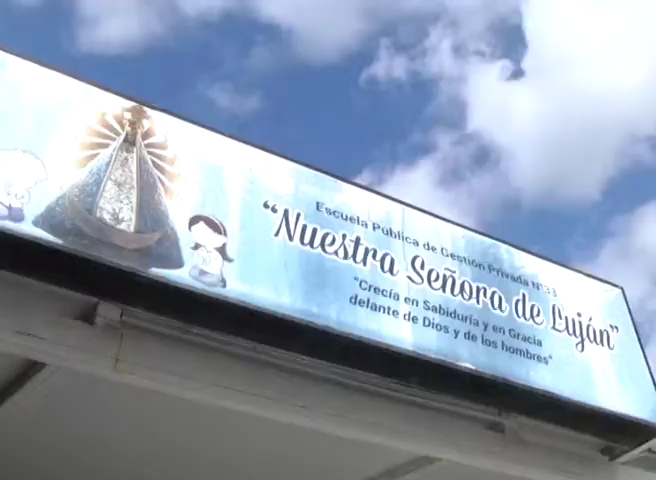 Escuela Pública de Gestión Privada N°33
“Nuestra Señora de Luján”
"Crecía en Sabiduría y en Gracia
delante de Dios y de los hombres"